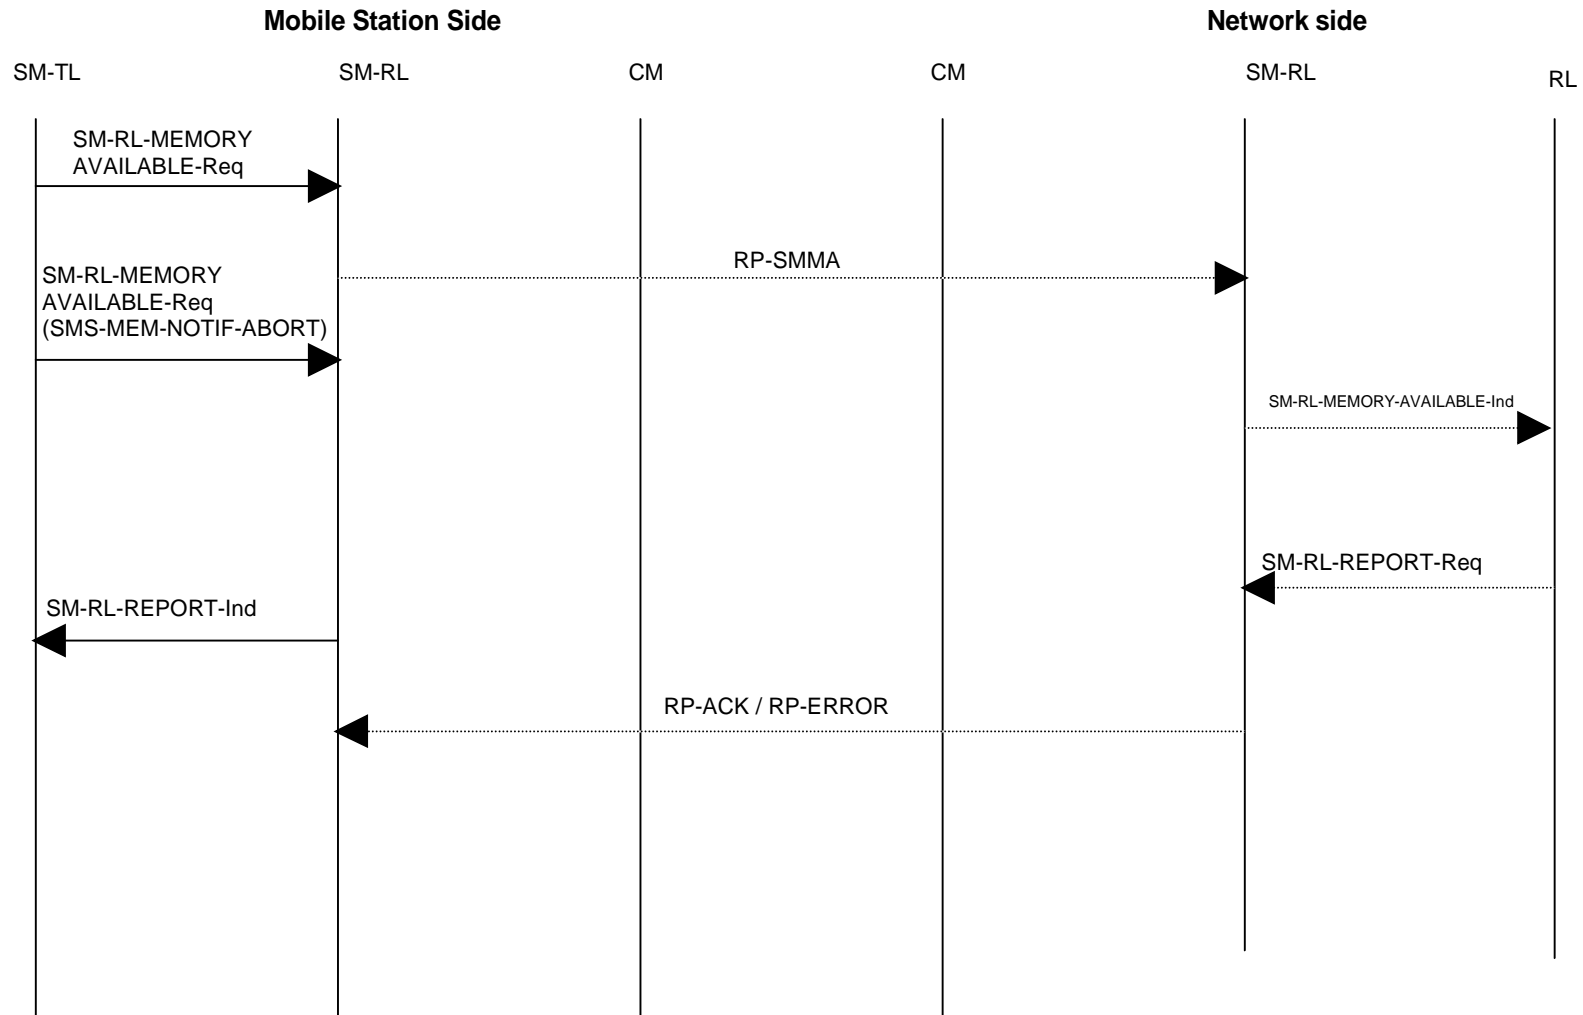 Mobile Station Side
Network side
SM-TL
SM-RL
CM
CM
SM-RL
RL
SM-RL-MEMORY
AVAILABLE-Req
RP-SMMA
SM-RL-MEMORY
AVAILABLE-Req
(SMS-MEM-NOTIF-ABORT)
SM-RL-MEMORY-AVAILABLE-Ind
SM-RL-REPORT-Req
SM-RL-REPORT-Ind
RP-ACK / RP-ERROR